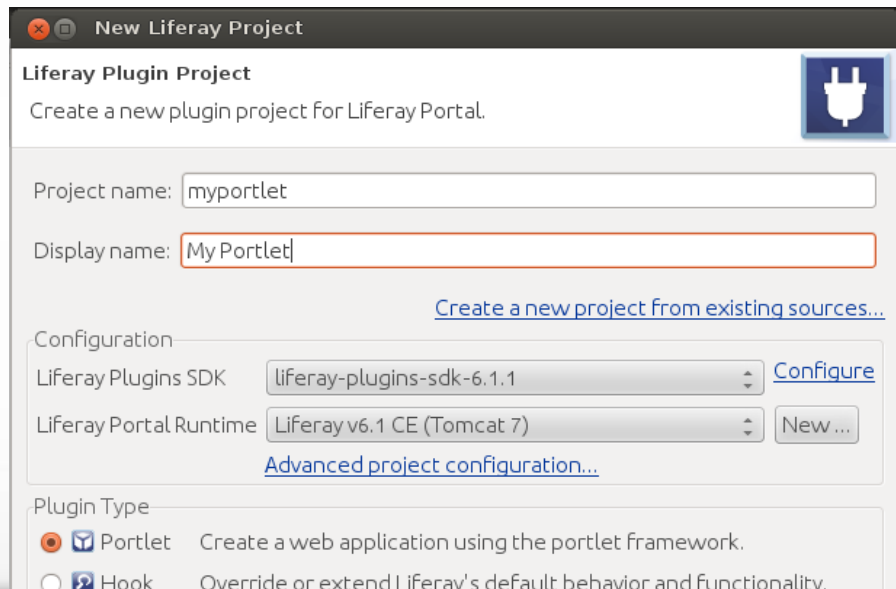 New Liferay Project
Liferay Plugin Project
Create a new plugin project for Liferay Portal.
Project name: myportlet
Display name: My Portlet
Create a new project from existing sources...
Configuration
Liferay Plugins SDK liferay-plugins-sdk-6.1.1 Configure
Liferay Portal Runtime Liferay v6.1 CE (Tomcat 7) New ...
Advanced project configuration...
Plugin Type
Portlet Create a web application using the portlet framework.
Hook Override or extend Liferay's default behavior and functionality.